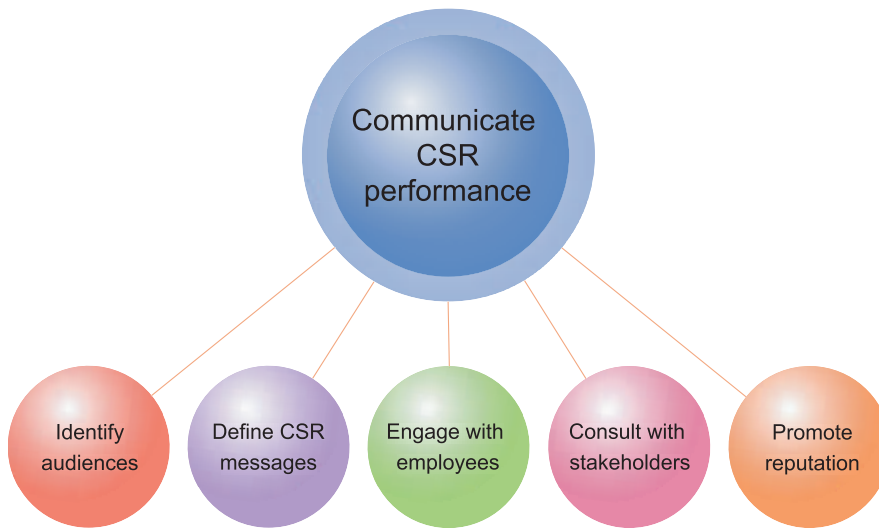 Communicate
CSR
performance
Identify
audiences
Define CSR
messages
Engage with
employees
Consult with
stakeholders
Promote
reputation